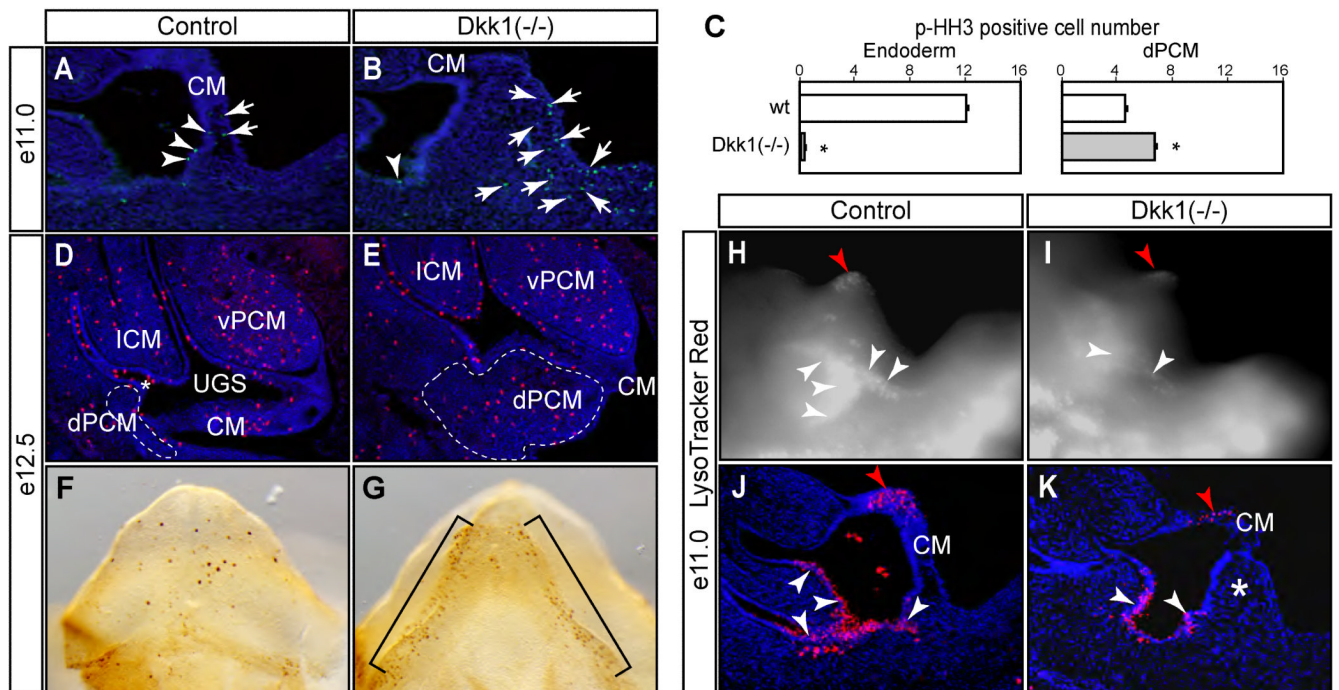 Control Dkk1(-/-)
e11.0
A CM
B CM
C
p-HH3 positive cell number
Endoderm dPCM
0 4 8 12 16 0 4 8 12 16
wt
Dkk1(-/-) * *
e12.5
D ICM vPCM
* UGS
dPCM CM
E ICM vPCM
dPCM CM
F
G
Control Dkk1(-/-)
e11.0 LysoTracker Red
H
I
J CM
K CM
*